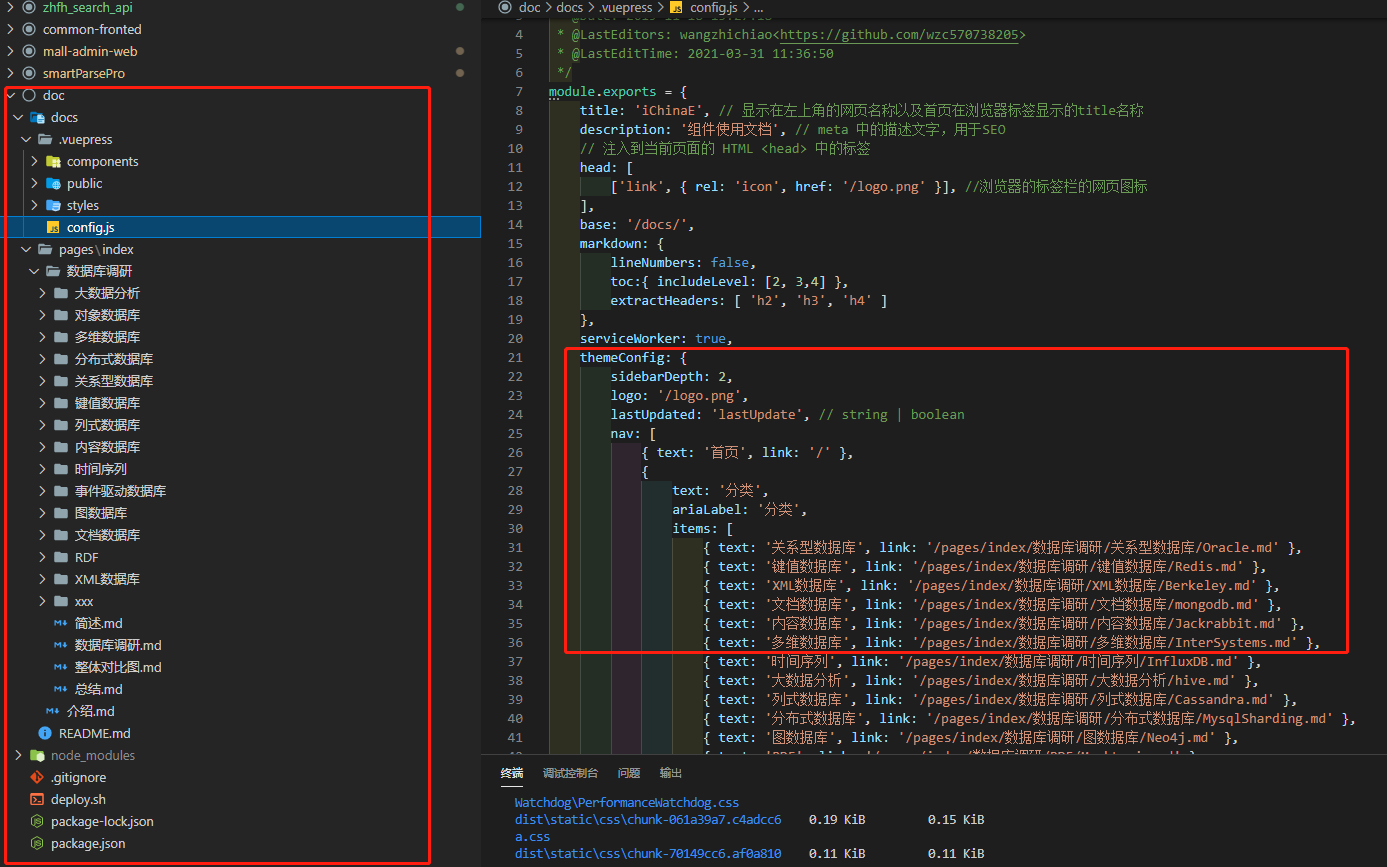 zhfh_search_api
common-fronted
mall-admin-web
smartParsePro
doc
docs
.vuepress
components
public
styles
config.js
pages\index
数据库调研
大数据分析
对象数据库
多维数据库
分布式数据库
关系型数据库
键值数据库
列式数据库
内容数据库
时间序列
事件驱动数据库
图数据库
文档数据库
RDF
XML数据库
xxx
简述.md
数据库调研.md
整体对比图.md
总结.md
介绍.md
README.md
node_modules
.gitignore
deploy.sh
package-lock.json
package.json
doc > docs > .vuepress > JS config.js > ...
4 * @LastEditors: wangzhichiao<https://github.com/wzc570738205>
5 * @LastEditTime: 2021-03-31 11:36:50
6 */
7 module.exports = {
8 title: 'iChinaE', // 显示在左上角的网页名称以及首页在浏览器标签显示的title名称
9 description: '组件使用文档', // meta 中的描述文字，用于SEO
10 // 注入到当前页面的 HTML <head> 中的标签
11 head: [
12 ['link', { rel: 'icon', href: '/logo.png' }], //浏览器的标签栏的网页图标
13 ],
14 base: '/docs/',
15 markdown: {
16 lineNumbers: false,
17 toc:{ includeLevel: [2, 3,4] },
18 extractHeaders: [ 'h2', 'h3', 'h4' ]
19 },
20 serviceWorker: true,
21 themeConfig: {
22 sidebarDepth: 2,
23 logo: '/logo.png',
24 lastUpdated: 'lastUpdate', // string | boolean
25 nav: [
26 { text: '首页', link: '/' },
27 {
28 text: '分类',
29 ariaLabel: '分类',
30 items: [
31 { text: '关系型数据库', link: '/pages/index/数据库调研/关系型数据库/Oracle.md' },
32 { text: '键值数据库', link: '/pages/index/数据库调研/键值数据库/Redis.md' },
33 { text: 'XML数据库', link: '/pages/index/数据库调研/XML数据库/Berkeley.md' },
34 { text: '文档数据库', link: '/pages/index/数据库调研/文档数据库/mongodb.md' },
35 { text: '内容数据库', link: '/pages/index/数据库调研/内容数据库/Jackrabbit.md' },
36 { text: '多维数据库', link: '/pages/index/数据库调研/多维数据库/InterSystems.md' },
37 { text: '时间序列', link: '/pages/index/数据库调研/时间序列/InfluxDB.md' },
38 { text: '大数据分析', link: '/pages/index/数据库调研/大数据分析/hive.md' },
39 { text: '列式数据库', link: '/pages/index/数据库调研/列式数据库/Cassandra.md' },
40 { text: '分布式数据库', link: '/pages/index/数据库调研/分布式数据库/MysqlSharding.md' },
41 { text: '图数据库', link: '/pages/index/数据库调研/图数据库/Neo4j.md' },
终端 调试控制台 问题 输出
Watchdog\PerformanceWatchdog.css
dist\static\css\chunk-061a39a7.c4adcc6 0.19 KiB 0.15 KiB
a.css
dist\static\css\chunk-70149cc6.af0a810 0.11 KiB 0.11 KiB